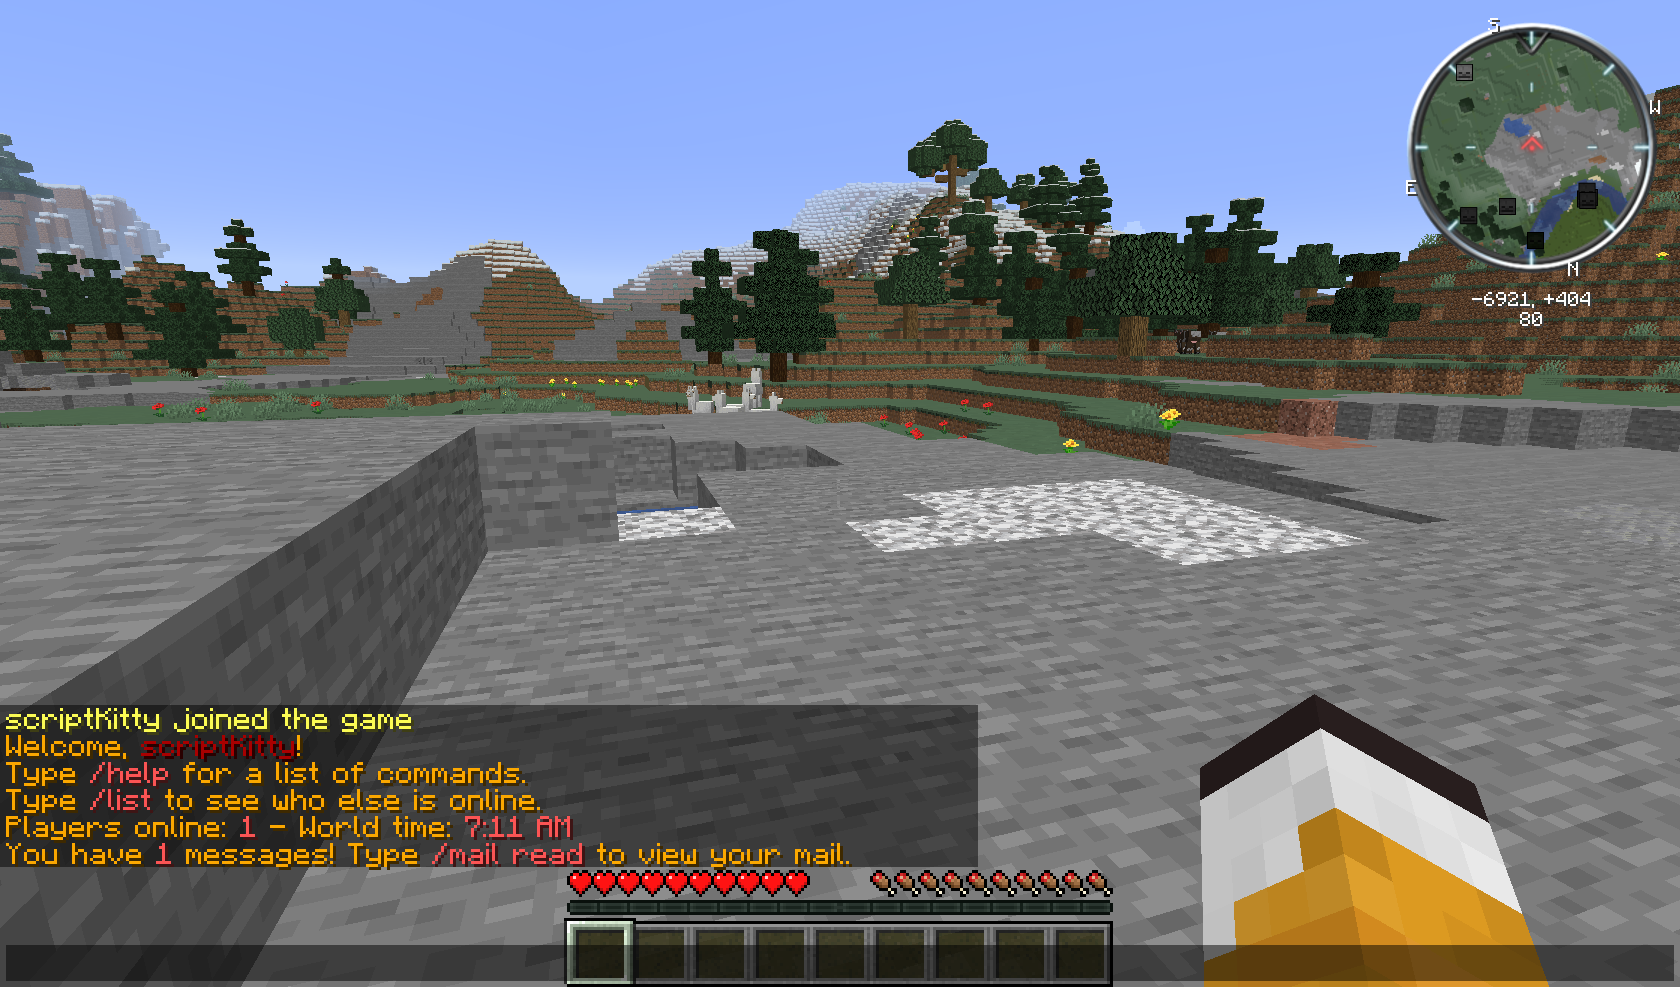 S
W
E
N
-6921, +404
80
scriptKitty joined the game
Welcome, scriptKitty!
Type /help for a list of commands.
Type /list to see who else is online.
Players online: 1 - World time: 7:11 AM
You have 1 messages! Type /mail read to view your mail.